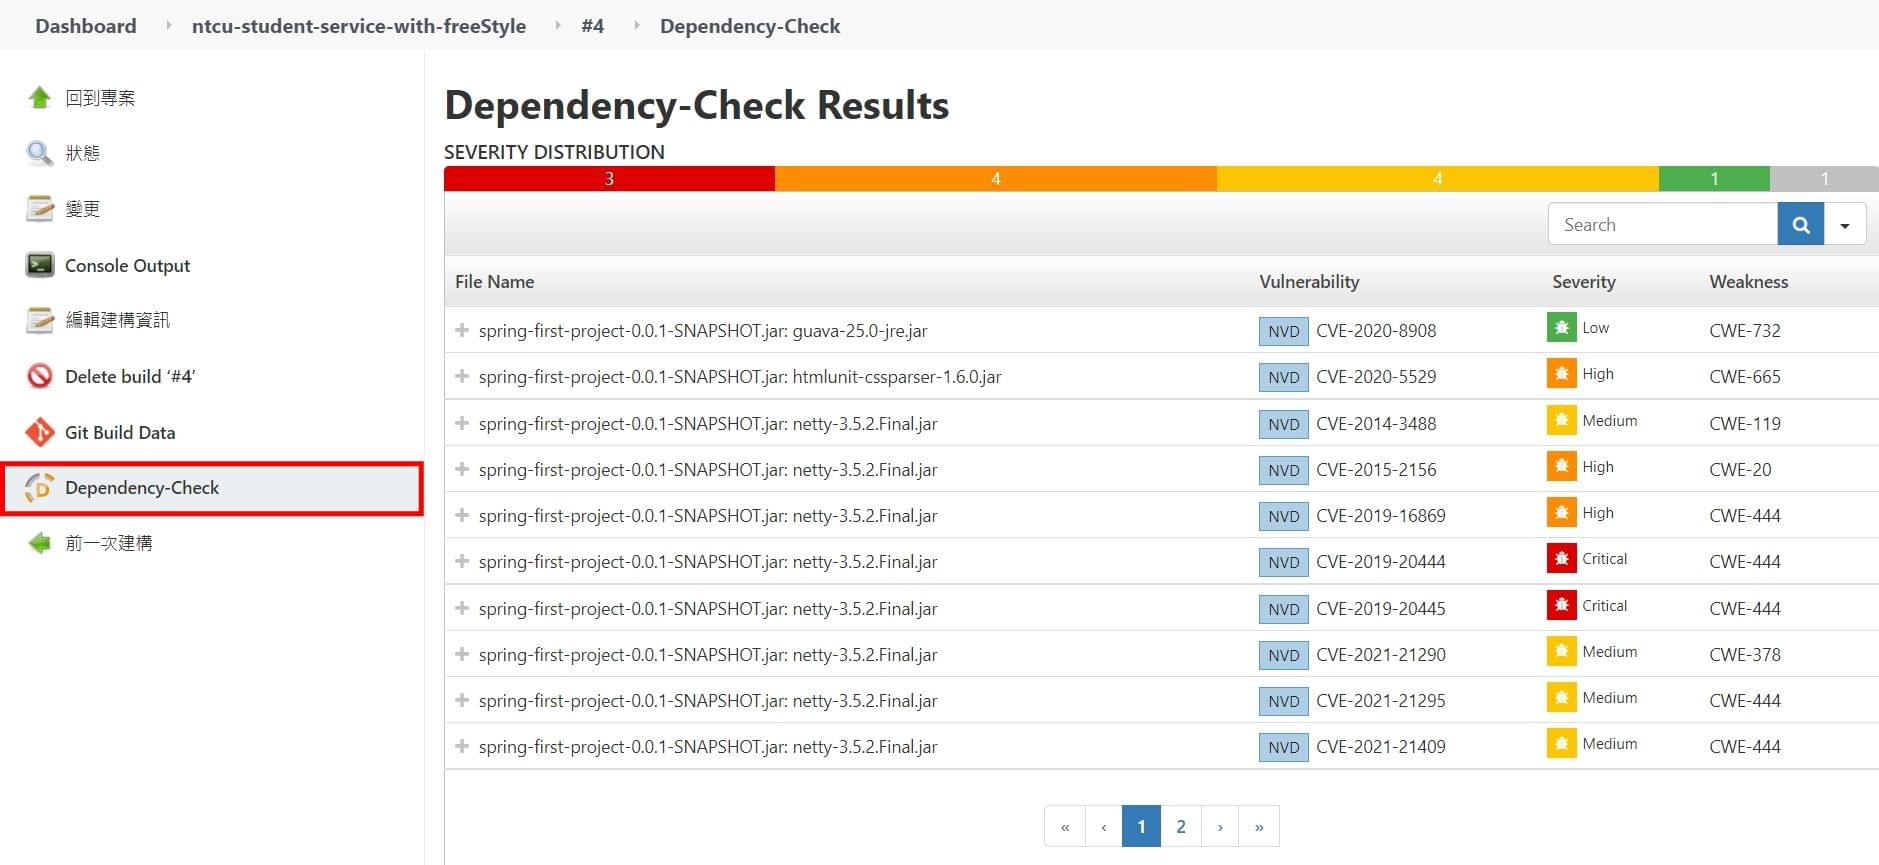 Dashboard ntcu-student-service-with-freeStyle #4 Dependency-Check
回到專案
狀態
變更
Console Output
編輯建構資訊
Delete build ‘#4’
Git Build Data
Dependency-Check
前一次建構
Dependency-Check Results
SEVERITY DISTRIBUTION
3 4 4 1 1
Search
File Name Vulnerability Severity Weakness
spring-first-project-0.0.1-SNAPSHOT.jar: guava-25.0-jre.jar NVD CVE-2020-8908 Low CWE-732
spring-first-project-0.0.1-SNAPSHOT.jar: htmlunit-cssparser-1.6.0.jar NVD CVE-2020-5529 High CWE-665
spring-first-project-0.0.1-SNAPSHOT.jar: netty-3.5.2.Final.jar NVD CVE-2014-3488 Medium CWE-119
spring-first-project-0.0.1-SNAPSHOT.jar: netty-3.5.2.Final.jar NVD CVE-2015-2156 High CWE-20
spring-first-project-0.0.1-SNAPSHOT.jar: netty-3.5.2.Final.jar NVD CVE-2019-16869 High CWE-444
spring-first-project-0.0.1-SNAPSHOT.jar: netty-3.5.2.Final.jar NVD CVE-2019-20444 Critical CWE-444
spring-first-project-0.0.1-SNAPSHOT.jar: netty-3.5.2.Final.jar NVD CVE-2019-20445 Critical CWE-444
spring-first-project-0.0.1-SNAPSHOT.jar: netty-3.5.2.Final.jar NVD CVE-2021-21290 Medium CWE-378
spring-first-project-0.0.1-SNAPSHOT.jar: netty-3.5.2.Final.jar NVD CVE-2021-21295 Medium CWE-444
spring-first-project-0.0.1-SNAPSHOT.jar: netty-3.5.2.Final.jar NVD CVE-2021-21409 Medium CWE-444
« ‹ 1 2 › »